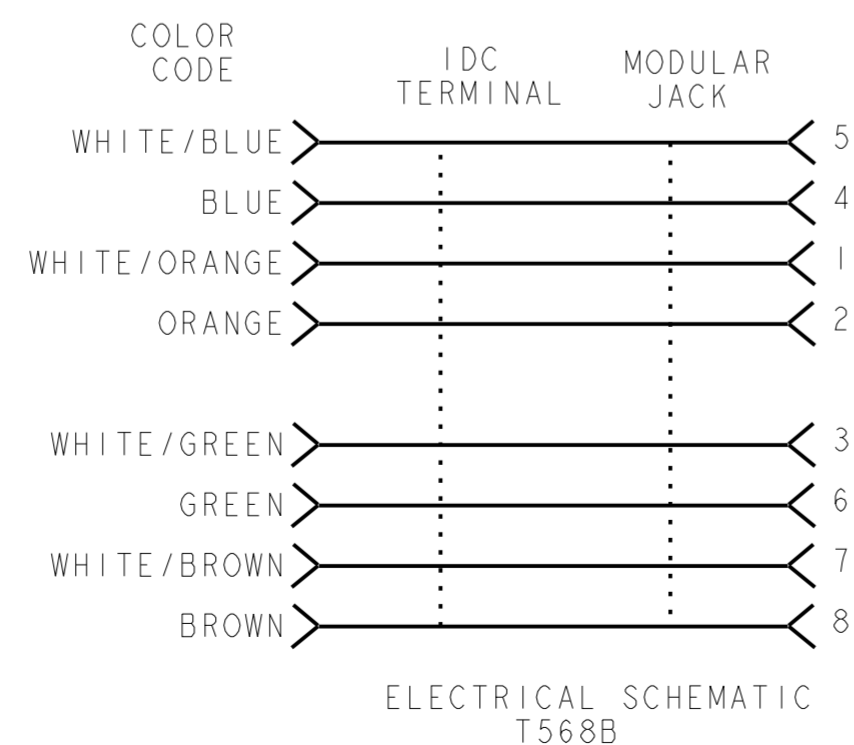 COLOR
CODE
IDC
TERMINAL
MODULAR
JACK
WHITE/BLUE 5
BLUE 4
WHITE/ORANGE 1
ORANGE 2
WHITE/GREEN 3
GREEN 6
WHITE/BROWN 7
BROWN 8
ELECTRICAL SCHEMATIC
T568B